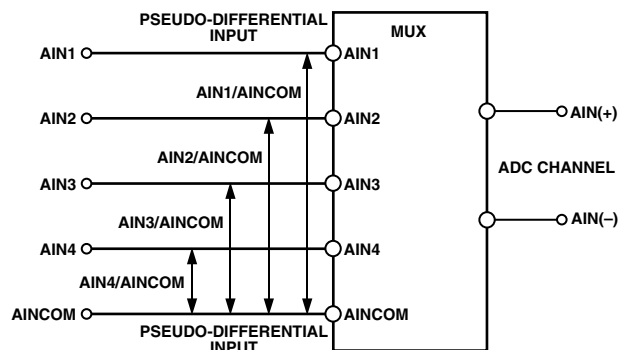 PSEUDO-DIFFERENTIAL
INPUT
MUX
AIN1
AIN1
AIN1/AINCOM
AIN2
AIN2
AIN(+)
AIN2/AINCOM
ADC CHANNEL
AIN3
AIN3
AIN3/AINCOM
AIN(–)
AIN4
AIN4
AIN4/AINCOM
AINCOM
AINCOM
PSEUDO-DIFFERENTIAL
INPUT